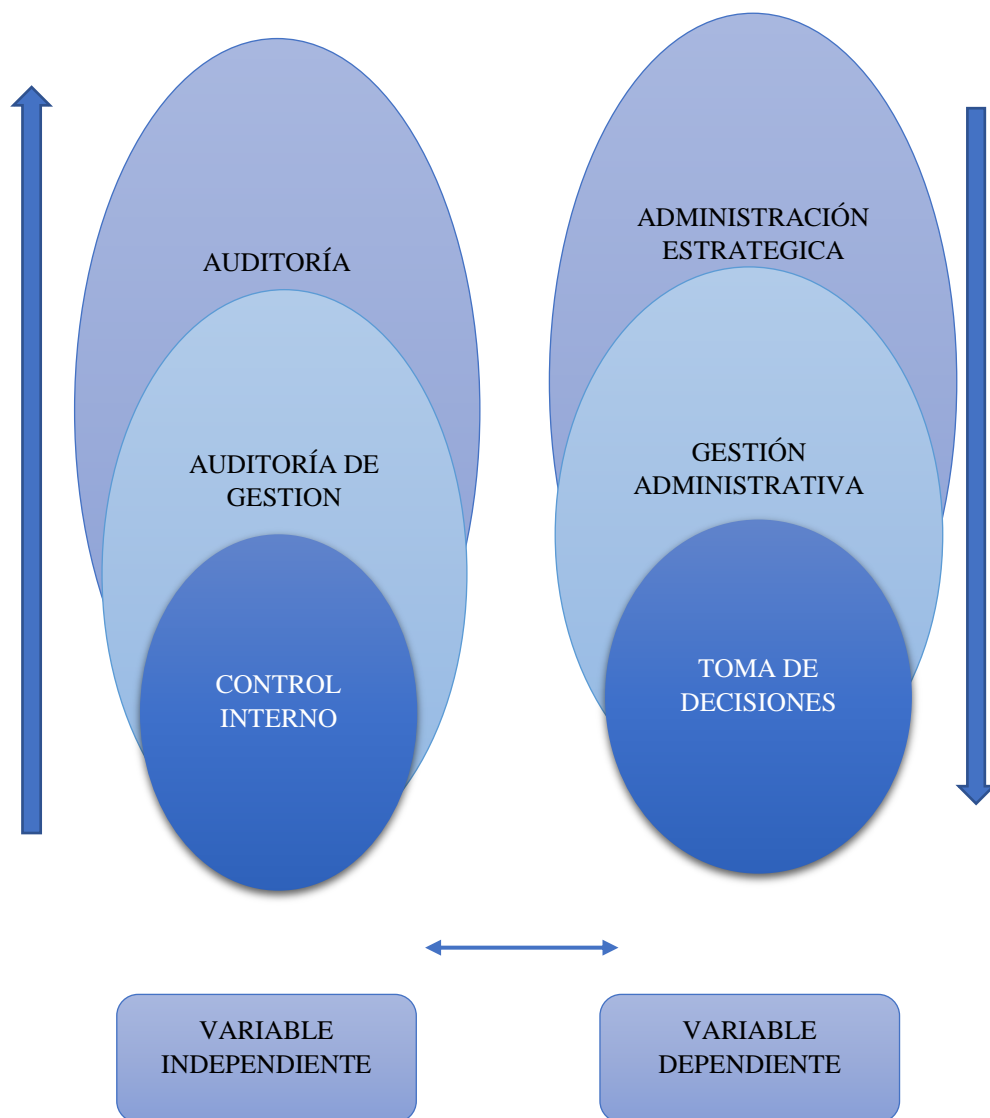 AUDITORÍA
AUDITORÍA DE
GESTION
CONTROL
INTERNO
ADMINISTRACIÓN
ESTRATEGICA
GESTIÓN
ADMINISTRATIVA
TOMA DE
DECISIONES
VARIABLE
INDEPENDIENTE
VARIABLE
DEPENDIENTE